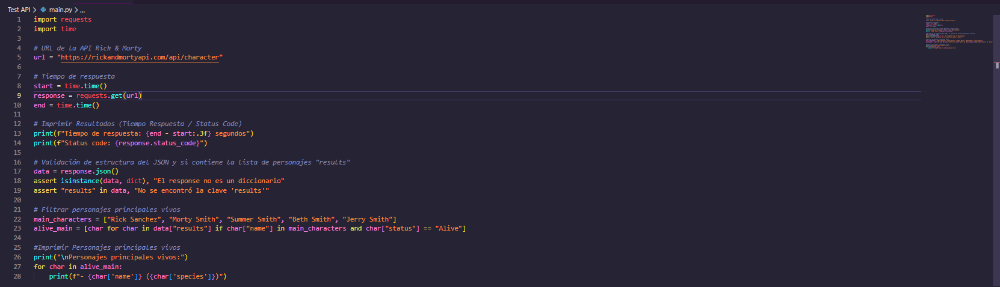 Test API > main.py > ...
1 import requests
2 import time
3
4 # URL de la API Rick & Morty
5 url = "https://rickandmortyapi.com/api/character"
6
7 # Tiempo de respuesta
8 start = time.time()
9 response = requests.get(url)
10 end = time.time()
11
12 # Imprimir Resultados (Tiempo Respuesta / Status Code)
13 print(f"Tiempo de respuesta: {end - start:.3f} segundos")
14 print(f"Status code: {response.status_code}")
15
16 # Validación de estructura del JSON y si contiene la lista de personajes "results"
17 data = response.json()
18 assert isinstance(data, dict), "El response no es un diccionario"
19 assert "results" in data, "No se encontró la clave 'results'"
20
21 # Filtrar personajes principales vivos
22 main_characters = ["Rick Sanchez", "Morty Smith", "Summer Smith", "Beth Smith", "Jerry Smith"]
23 alive_main = [char for char in data["results"] if char["name"] in main_characters and char["status"] == "Alive"]
24
25 #Imprimir Personajes principales vivos
26 print("\nPersonajes principales vivos:")
27 for char in alive_main:
28     print(f"- {char['name']} ({char['species']})")